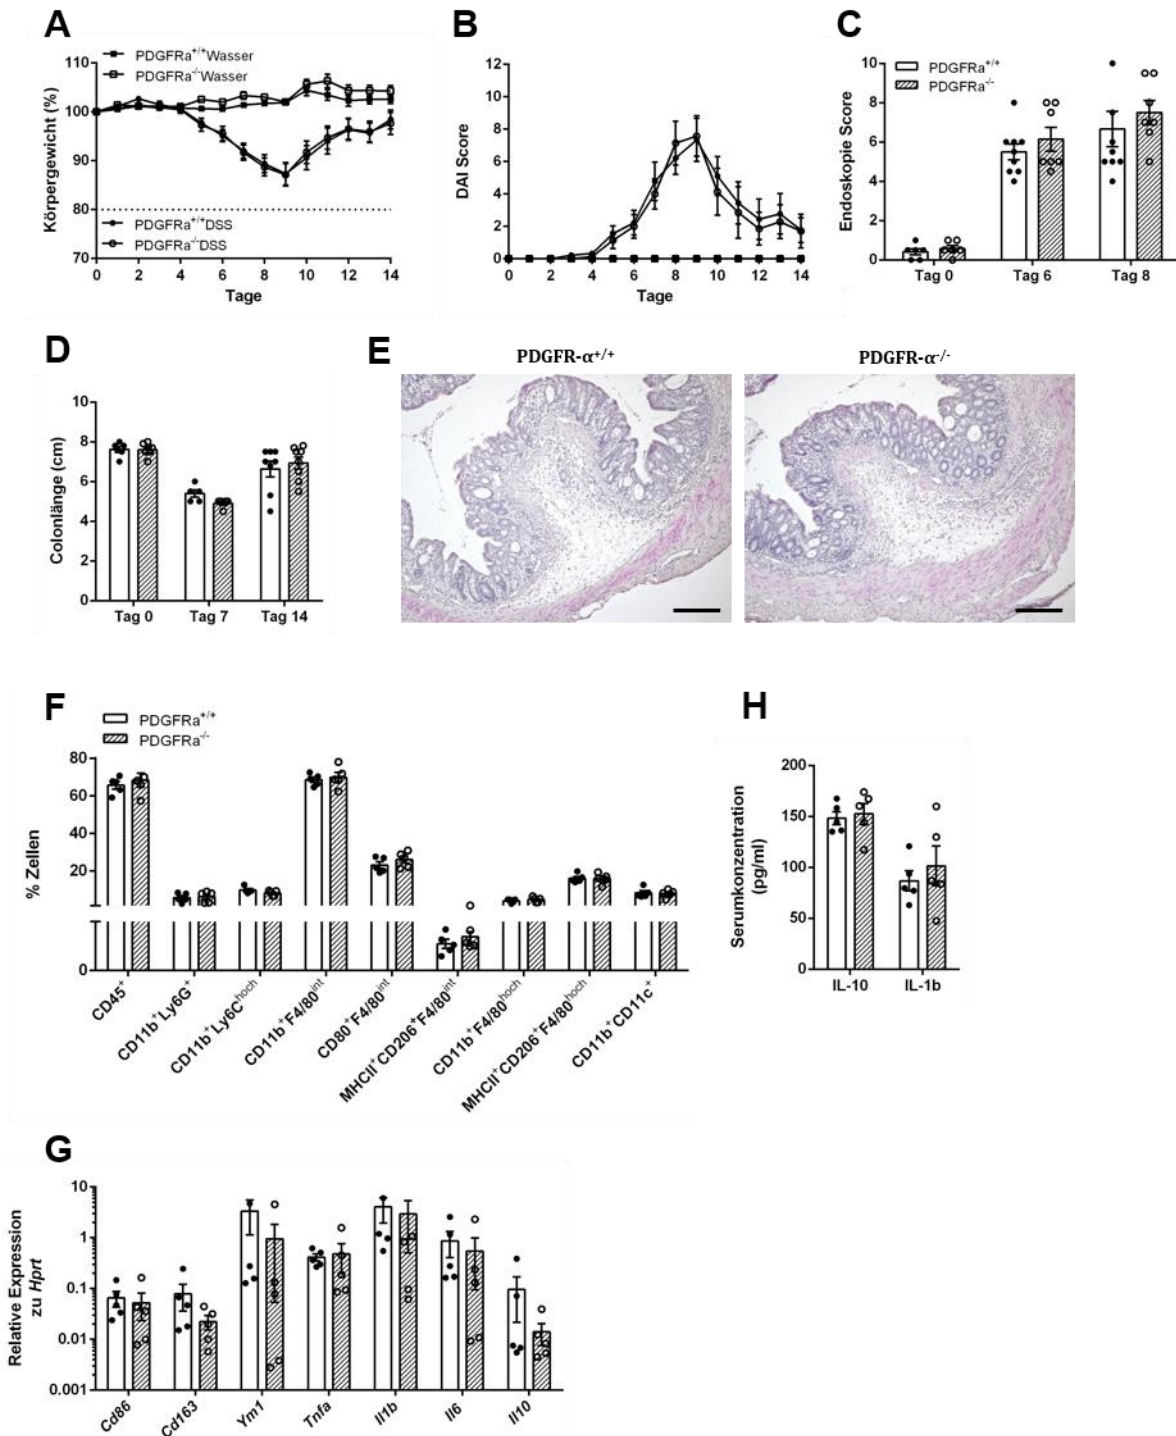 A
PDGFRa+/+Wasser
PDGFRa-/-Wasser
Körpergewicht (%)
110
100
90
80
70
PDGFRa+/+DSS
PDGFRa-/-DSS
0 2 4 6 8 10 12 14
Tage
B
DAI Score
12
10
8
6
4
2
0
0 2 4 6 8 10 12 14
Tage
C
PDGFRa+/+
PDGFRa-/-
Endoskopie Score
10
8
6
4
2
0
Tag 0 Tag 6 Tag 8
D
Colonlänge (cm)
10
8
6
4
2
0
Tag 0 Tag 7 Tag 14
E
PDGFR-α+/+ PDGFR-α-/-
F
PDGFRa+/+
PDGFRa-/-
% Zellen
80
60
40
20
0
CD45+
CD11b+Ly6G+
CD11b+Ly6Choch
CD11b+F4/80int
CD80+F4/80int
MHCII+CD206+F4/80int
CD11b+F4/80hoch
MHCII+CD206+F4/80hoch
CD11b+CD11c+
H
Serumkonzentration
(pg/ml)
200
150
100
50
0
IL-10 IL-1b
G
Relative Expression
zu Hprt
10
1
0.1
0.01
0.001
Cd86
Cd163
Ym1
Tnfa
Il1b
Il6
Il10